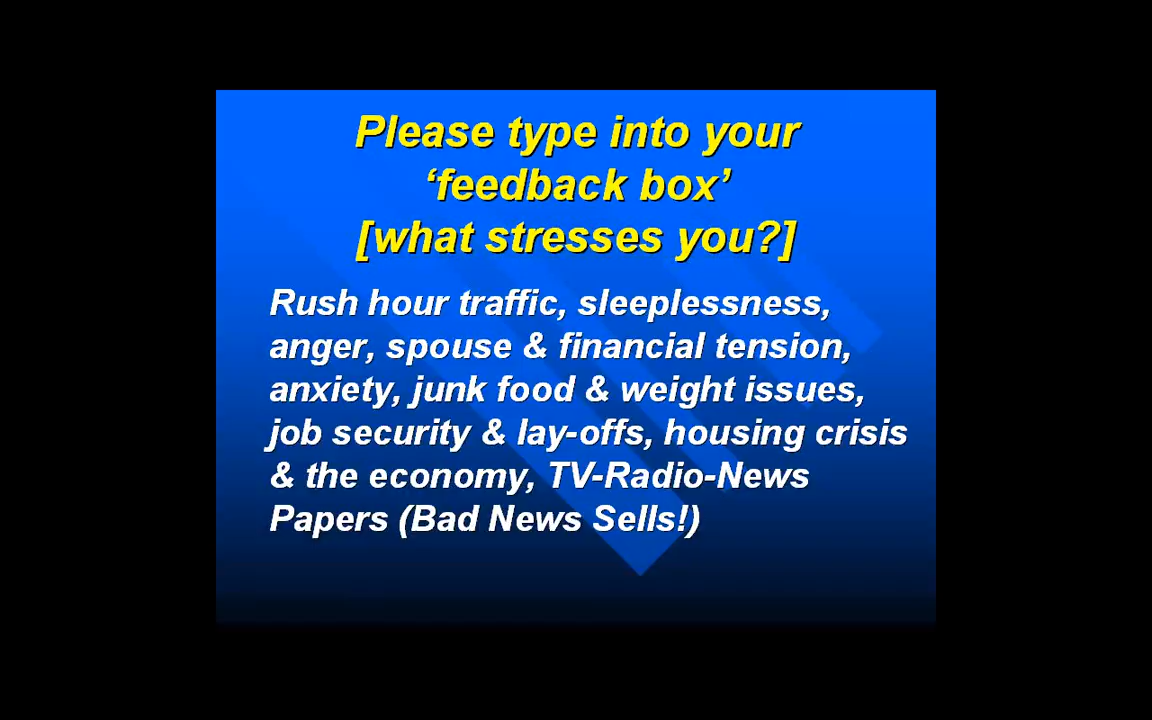 Please type into your
‘feedback box’
[what stresses you?]
Rush hour traffic, sleeplessness,
anger, spouse & financial tension,
anxiety, junk food & weight issues,
job security & lay-offs, housing crisis
& the economy, TV-Radio-News
Papers (Bad News Sells!)